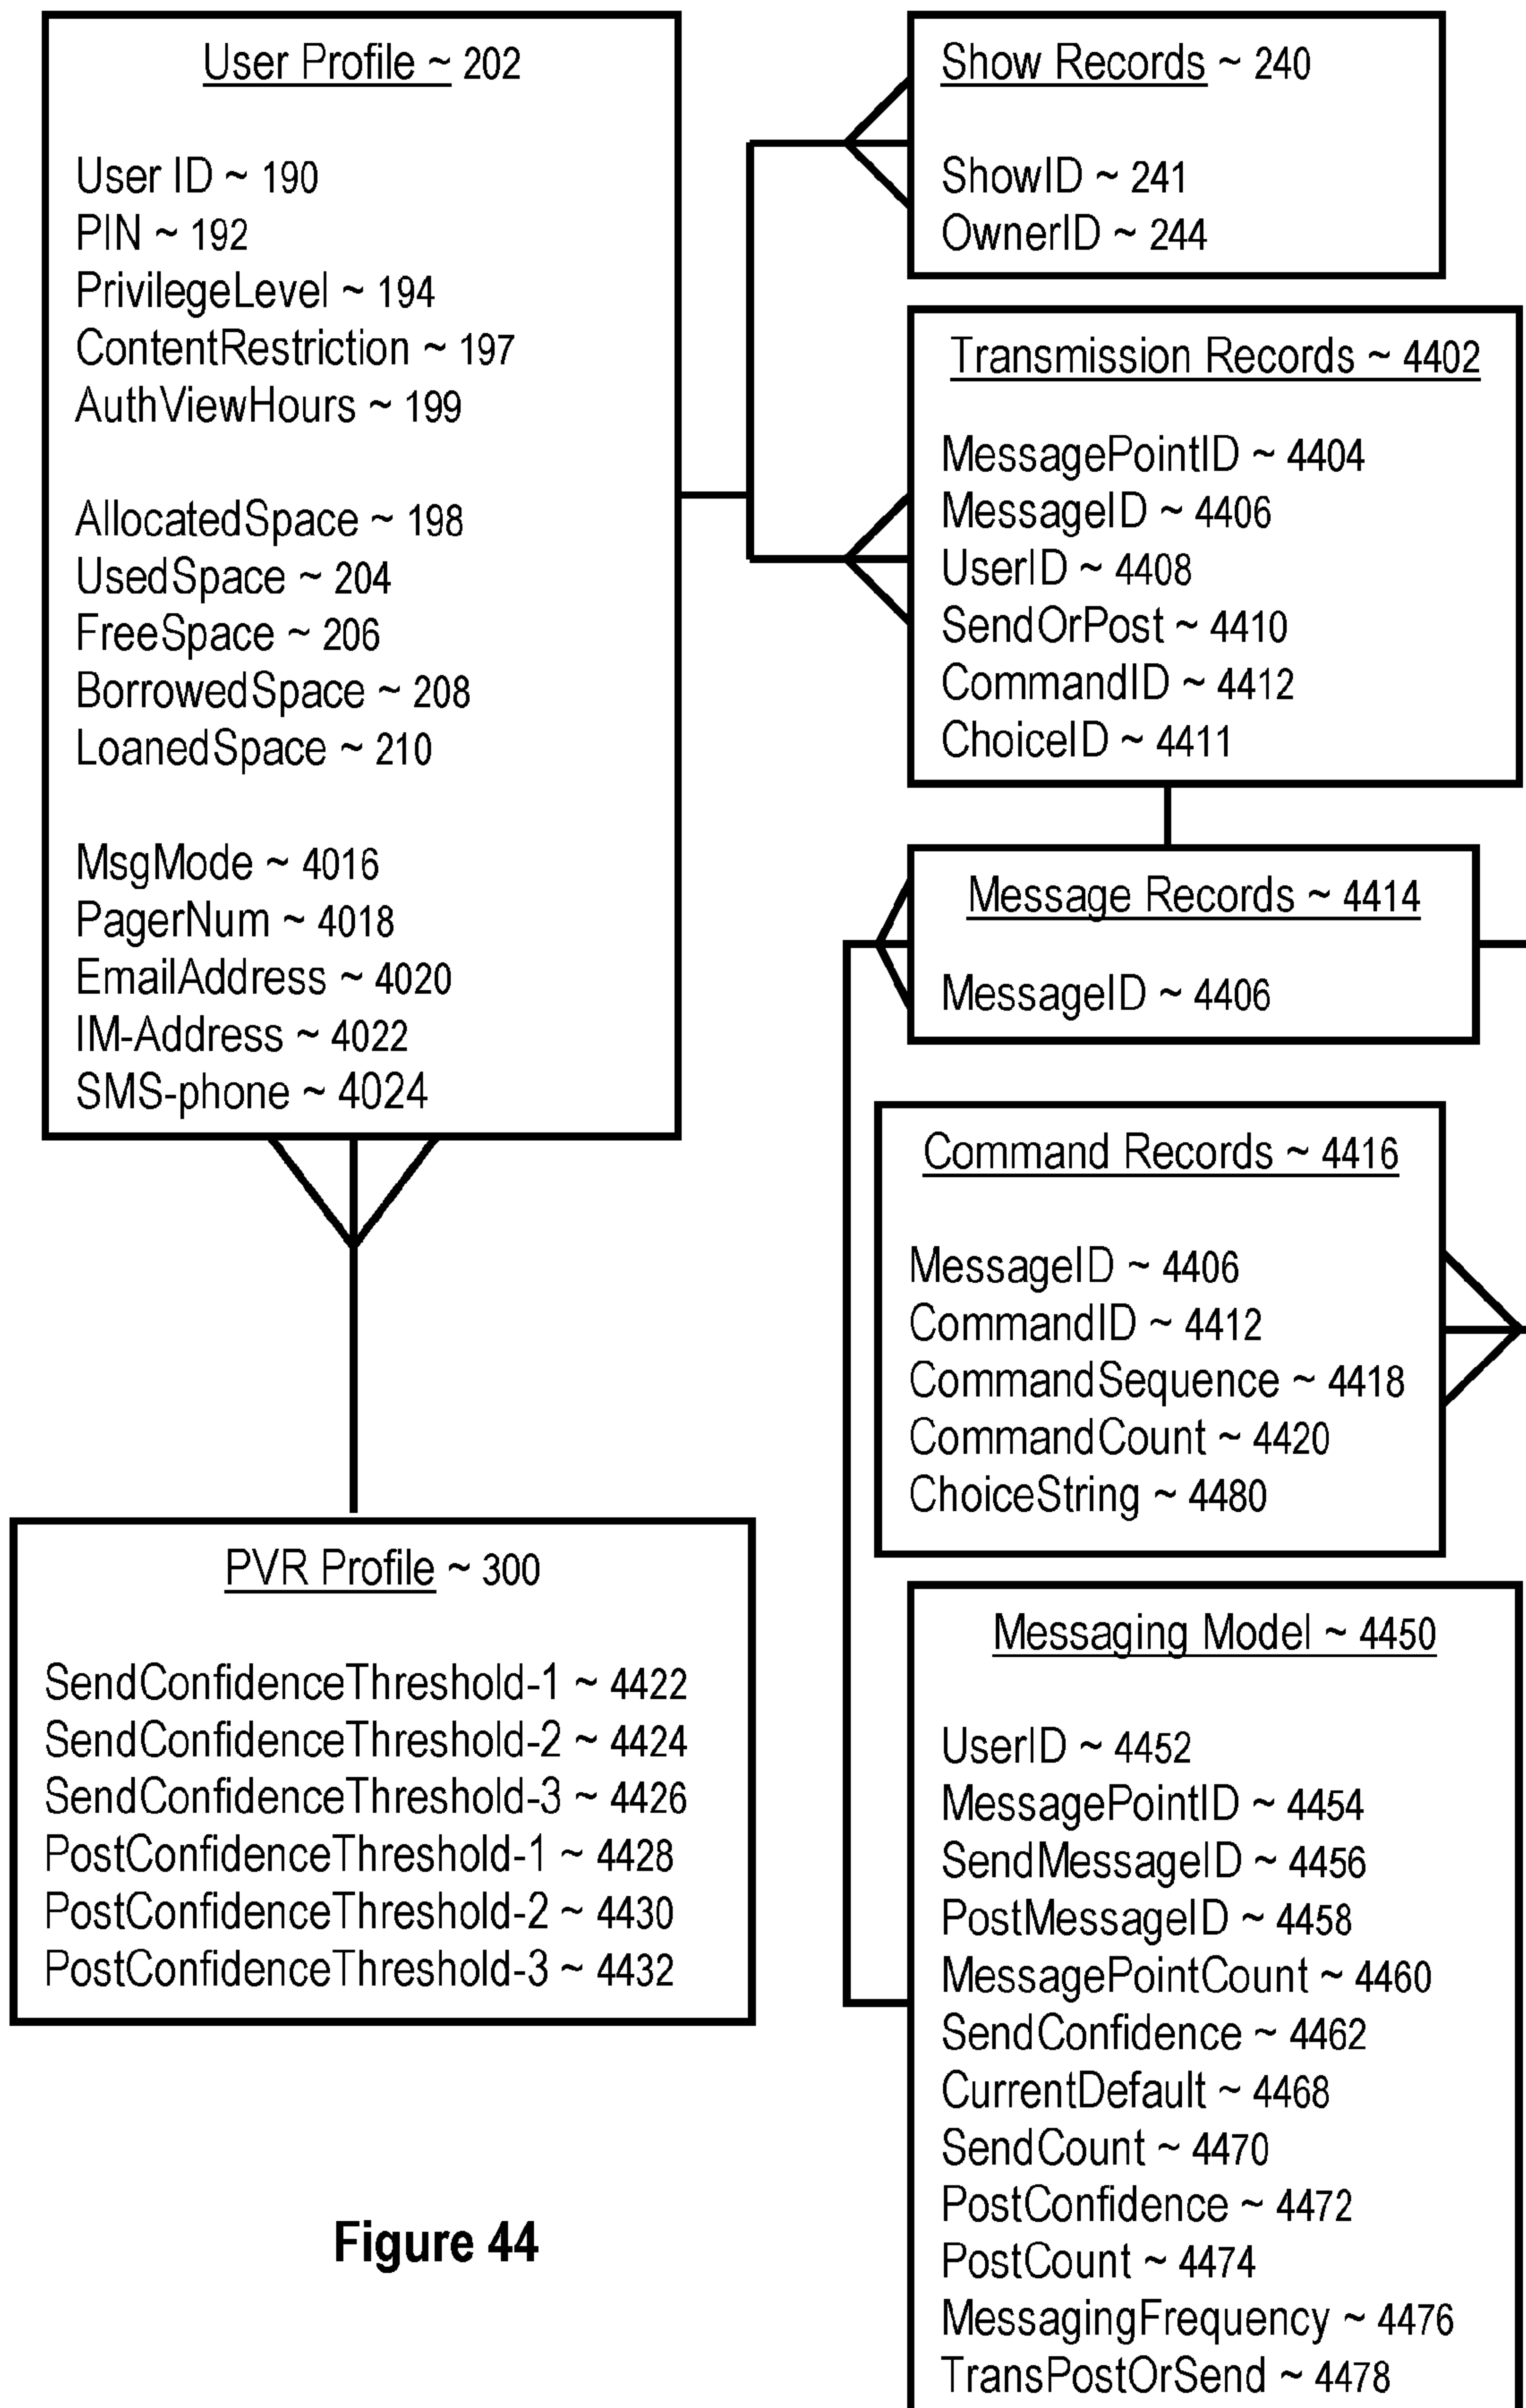 User Profile ~ 202
User ID ~ 190
PIN ~ 192
PrivilegeLevel ~ 194
ContentRestriction ~ 197
AuthViewHours ~ 199
AllocatedSpace ~ 198
UsedSpace ~ 204
FreeSpace ~ 206
BorrowedSpace ~ 208
LoanedSpace ~ 210
MsgMode ~ 4016
PagerNum ~ 4018
EmailAddress ~ 4020
IM-Address ~ 4022
SMS-phone ~ 4024
PVR Profile ~ 300
SendConfidenceThreshold-1 ~ 4422
SendConfidenceThreshold-2 ~ 4424
SendConfidenceThreshold-3 ~ 4426
PostConfidenceThreshold-1 ~ 4428
PostConfidenceThreshold-2 ~ 4430
PostConfidenceThreshold-3 ~ 4432
Figure 44
Show Records ~ 240
ShowID ~ 241
OwnerID ~ 244
Transmission Records ~ 4402
MessagePointID ~ 4404
MessageID ~ 4406
UserID ~ 4408
SendOrPost ~ 4410
CommandID ~ 4412
ChoiceID ~ 4411
Message Records ~ 4414
MessageID ~ 4406
Command Records ~ 4416
MessageID ~ 4406
CommandID ~ 4412
CommandSequence ~ 4418
CommandCount ~ 4420
ChoiceString ~ 4480
Messaging Model ~ 4450
UserID ~ 4452
MessagePointID ~ 4454
SendMessageID ~ 4456
PostMessageID ~ 4458
MessagePointCount ~ 4460
SendConfidence ~ 4462
CurrentDefault ~ 4468
SendCount ~ 4470
PostConfidence ~ 4472
PostCount ~ 4474
MessagingFrequency ~ 4476
TransPostOrSend ~ 4478